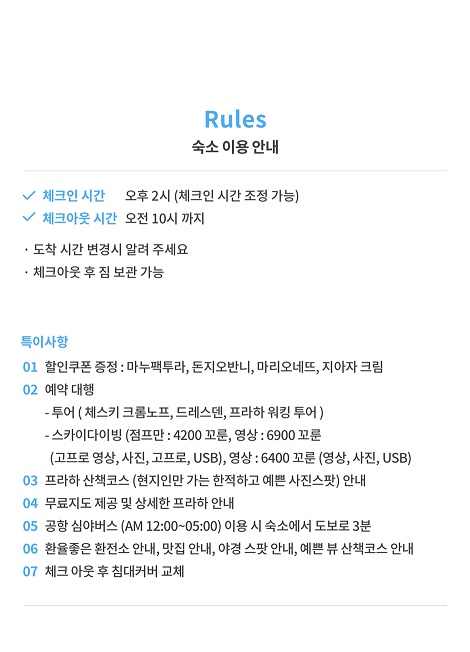 Rules
숙소 이용 안내
체크인 시간 오후 2시 (체크인 시간 조정 가능)
체크아웃 시간 오전 10시 까지
· 도착 시간 변경시 알려 주세요
· 체크아웃 후 짐 보관 가능
특이사항
01 할인쿠폰 증정 : 마누팩투라, 돈지오반니, 마리오네뜨, 지아자 크림
02 예약 대행
- 투어 ( 체스키 크롬노프, 드레스덴, 프라하 워킹 투어 )
- 스카이다이빙 (점프만 : 4200 꼬룬, 영상 : 6900 꼬룬
(고프로 영상, 사진, 고프로, USB), 영상 : 6400 꼬룬 (영상, 사진, USB)
03 프라하 산책코스 (현지인만 가는 한적하고 예쁜 사진스팟) 안내
04 무료지도 제공 및 상세한 프라하 안내
05 공항 심야버스 (AM 12:00~05:00) 이용 시 숙소에서 도보로 3분
06 환율좋은 환전소 안내, 맛집 안내, 야경 스팟 안내, 예쁜 뷰 산책코스 안내
07 체크 아웃 후 침대커버 교체